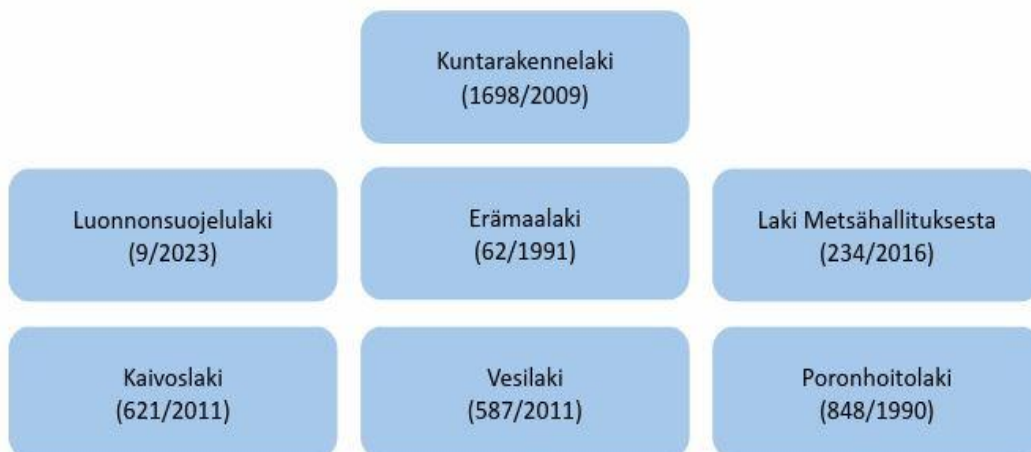 Kuntarakennelaki
(1698/2009)
Luonnonsuojelulaki
(9/2023)
Erämaalaki
(62/1991)
Laki Metsähallituksesta
(234/2016)
Kaivoslaki
(621/2011)
Vesilaki
(587/2011)
Poronhoitolaki
(848/1990)